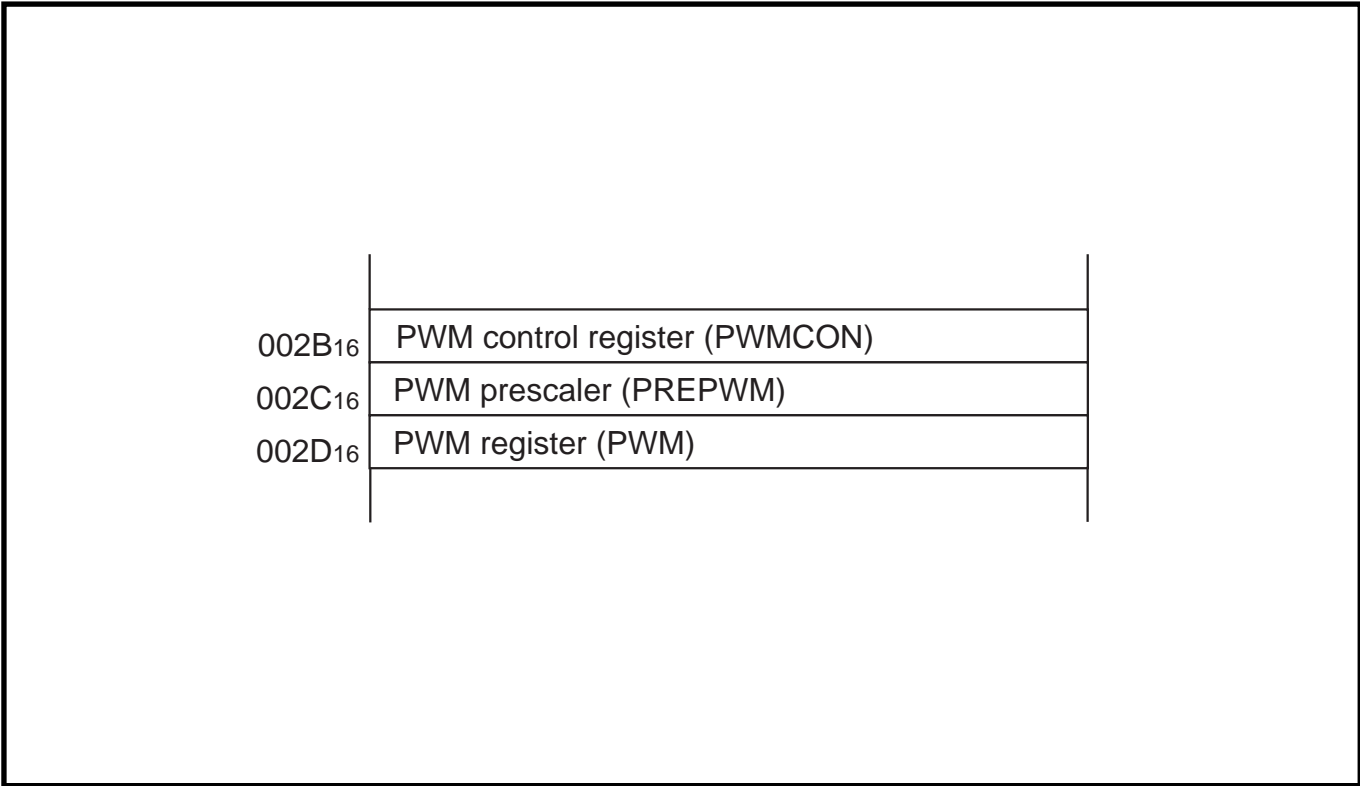 002B16 PWM control register (PWMCON)
002C16 PWM prescaler (PREPWM)
002D16 PWM register (PWM)